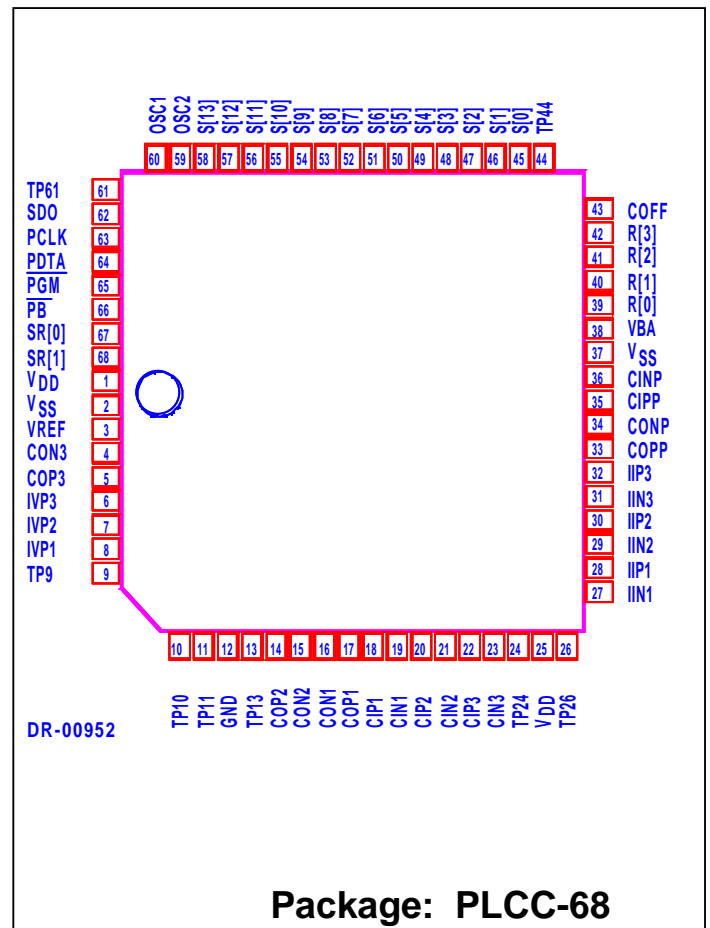 OSC1 OSC2 S[13] S[12] S[11] S[10] S[9] S[8] S[7] S[6] S[5] S[4] S[3] S[2] S[1] S[0] TP44
60 59 58 57 56 55 54 53 52 51 50 49 48 47 46 45 44
TP61 61
SDO 62
PCLK 63
PDTA 64
PGM 65
PB 66
SR[0] 67
SR[1] 68
VDD 1
VSS 2
VREF 3
CON3 4
COP3 5
IVP3 6
IVP2 7
IVP1 8
TP9 9
43 COFF
42 R[3]
41 R[2]
40 R[1]
39 R[0]
38 VBA
37 VSS
36 CINP
35 CIPP
34 CONP
33 COPP
32 IIP3
31 IIN3
30 IIP2
29 IIN2
28 IIP1
27 IIN1
10 11 12 13 14 15 16 17 18 19 20 21 22 23 24 25 26
TP10 TP11 GND TP13 COP2 CON2 CON1 COP1 CIP1 CIN1 CIP2 CIN2 CIP3 CIN3 TP24 VDD TP26
DR-00952
Package: PLCC-68